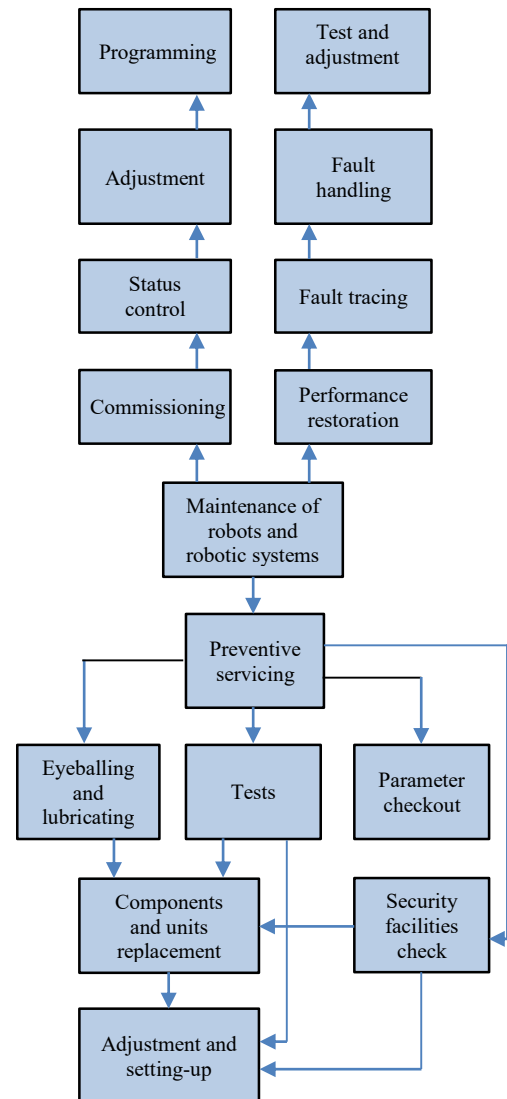 Programming
Test and
adjustment
Adjustment
Fault
handling
Status
control
Fault tracing
Commissioning
Performance
restoration
Maintenance of
robots and
robotic systems
Preventive
servicing
Eyeballing
and
lubricating
Tests
Parameter
checkout
Components
and units
replacement
Security
facilities
check
Adjustment and
setting-up